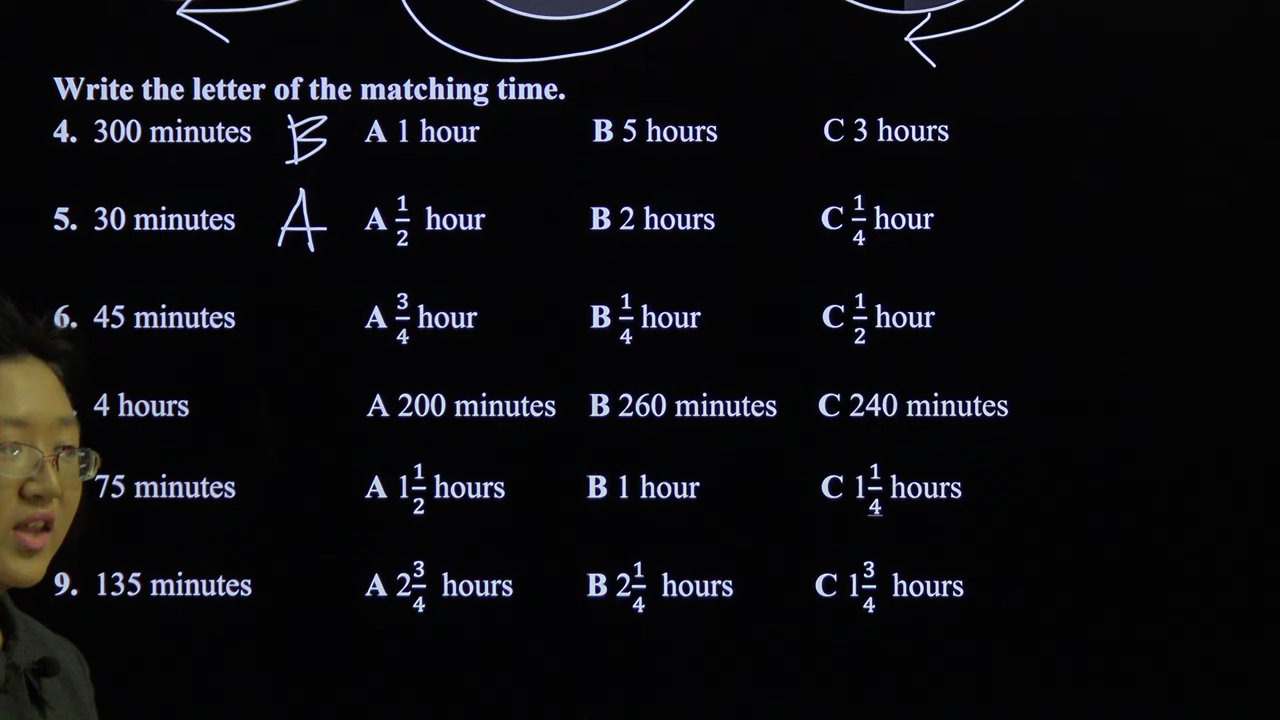 Write the letter of the matching time.
4. 300 minutes B A 1 hour B 5 hours C 3 hours
5. 30 minutes A A 1/2 hour B 2 hours C 1/4 hour
6. 45 minutes A 3/4 hour B 1/4 hour C 1/2 hour
. 4 hours A 200 minutes B 260 minutes C 240 minutes
75 minutes A 1 1/2 hours B 1 hour C 1 1/4 hours
9. 135 minutes A 2 3/4 hours B 2 1/4 hours C 1 3/4 hours